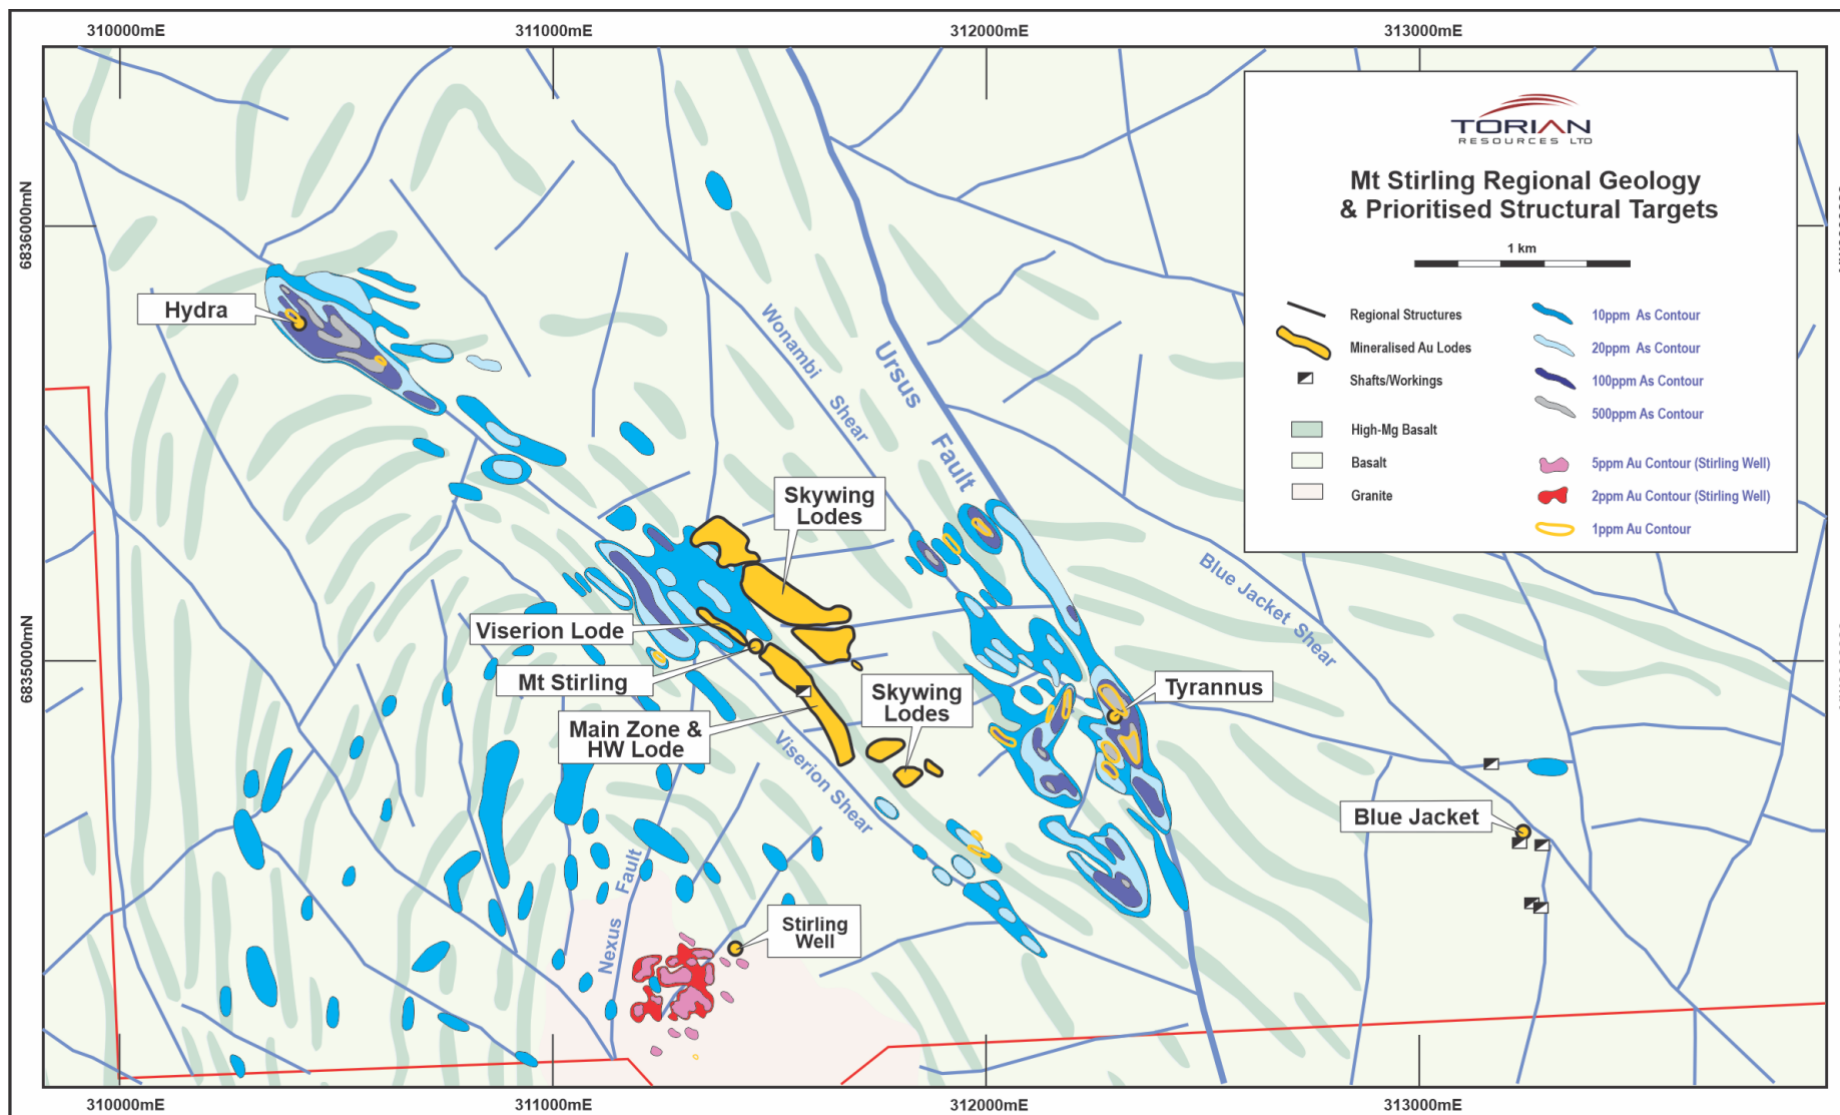 310000mE
311000mE
312000mE
313000mE
6836000mN
6835000mN
TORIAN
RESOURCES LTD
Mt Stirling Regional Geology
& Prioritised Structural Targets
1 km
Regional Structures
Mineralised Au Lodes
Shafts/Workings
High-Mg Basalt
Basalt
Granite
10ppm As Contour
20ppm As Contour
100ppm As Contour
500ppm As Contour
5ppm Au Contour (Stirling Well)
2ppm Au Contour (Stirling Well)
1ppm Au Contour
Hydra
Wonambi
Shear
Ursus
Fault
Skywing
Lodes
Blue Jacket Shear
Viserion Lode
Mt Stirling
Main Zone &
HW Lode
Skywing
Lodes
Tyrannus
Viserion Shear
Blue Jacket
Nexus
Fault
Stirling
Well
310000mE
311000mE
312000mE
313000mE